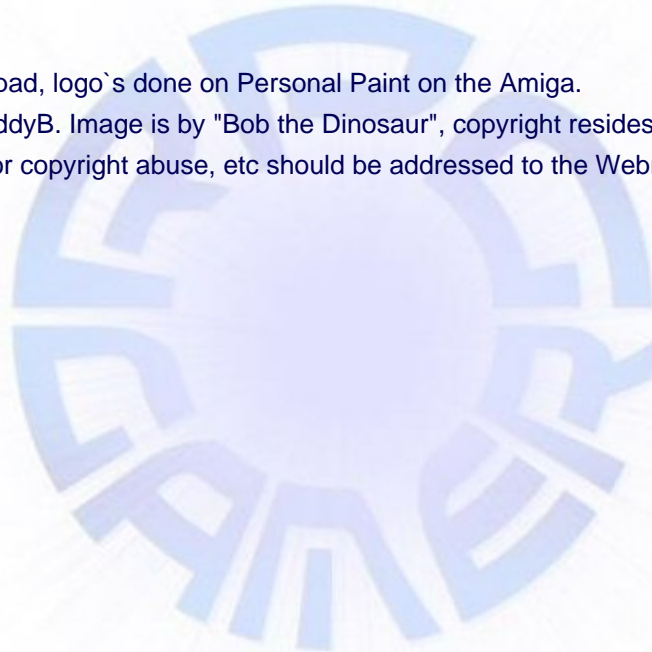 oad, logo`s done on Personal Paint on the Amiga.
ddyB. Image is by "Bob the Dinosaur", copyright resides
or copyright abuse, etc should be addressed to the Web